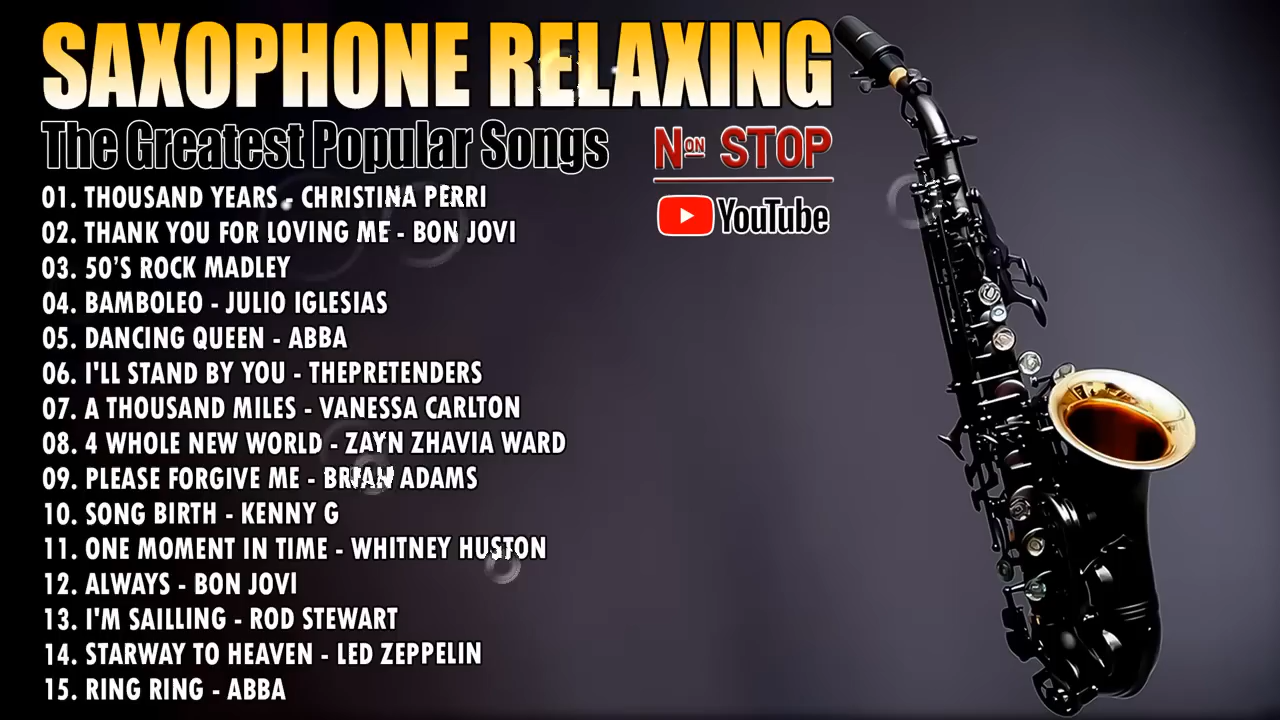 SAXOPHONE RELAXING
The Greatest Popular Songs
NON STOP
YouTube
01. THOUSAND YEARS - CHRISTINA PERRI
02. THANK YOU FOR LOVING ME - BON JOVI
03. 50'S ROCK MADLEY
04. BAMBOLEO - JULIO IGLESIAS
05. DANCING QUEEN - ABBA
06. I'LL STAND BY YOU - THEPRETENDERS
07. A THOUSAND MILES - VANESSA CARLTON
08. 4 WHOLE NEW WORLD - ZAYN ZHAVIA WARD
09. PLEASE FORGIVE ME - BRYAN ADAMS
10. SONG BIRTH - KENNY G
11. ONE MOMENT IN TIME - WHITNEY HUSTON
12. ALWAYS - BON JOVI
13. I'M SAILLING - ROD STEWART
14. STARWAY TO HEAVEN - LED ZEPPELIN
15. RING RING - ABBA